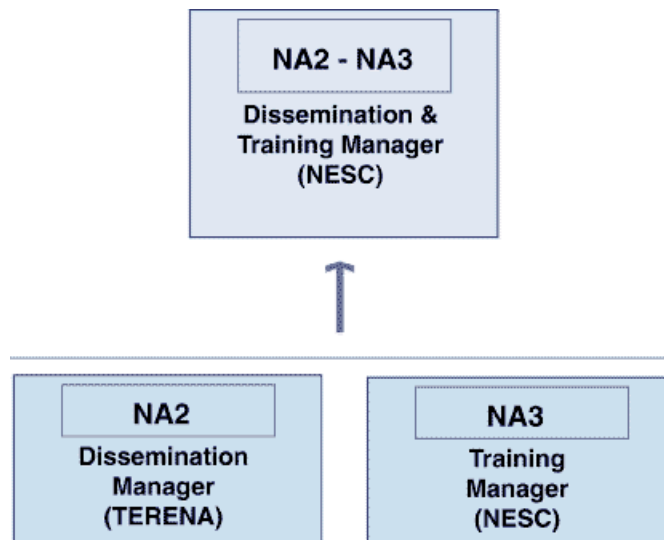 NA2 - NA3
Dissemination &
Training Manager
(NESC)
NA2
Dissemination
Manager
(TERENA)
NA3
Training
Manager
(NESC)